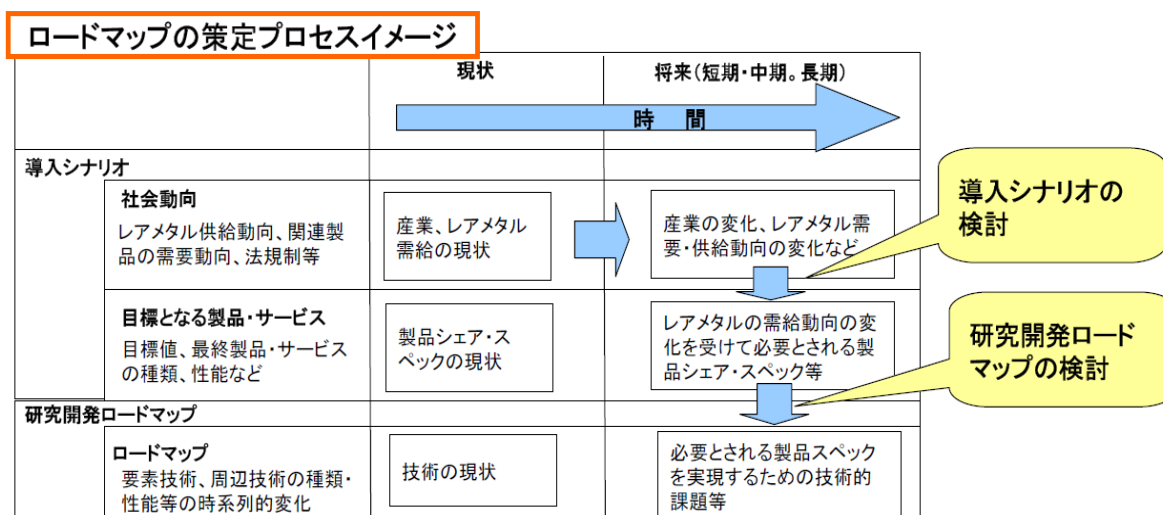 ロードマップの策定プロセスイメージ
現状
将来(短期・中期。長期)
時 間
導入シナリオ
社会動向
レアメタル供給動向、関連製
品の需要動向、法規制等
産業、レアメタル
需給の現状
産業の変化、レアメタル需
要・供給動向の変化など
導入シナリオの
検討
目標となる製品・サービス
目標値、最終製品・サービス
の種類、性能など
製品シェア・ス
ペックの現状
レアメタルの需給動向の変
化を受けて必要とされる製
品シェア・スペック等
研究開発ロード
マップの検討
研究開発ロードマップ
ロードマップ
要素技術、周辺技術の種類・
性能等の時系列的変化
技術の現状
必要とされる製品スペック
を実現するための技術的
課題等